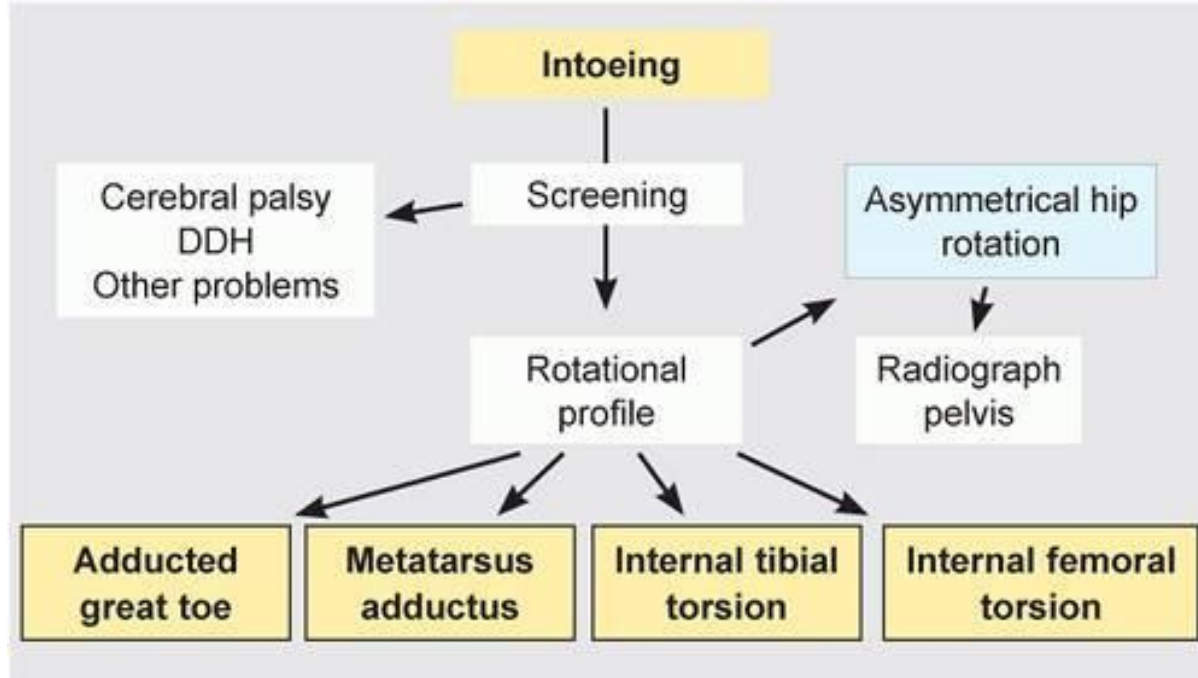 Intoeing
Cerebral palsy
DDH
Other problems
Screening
Asymmetrical hip
rotation
Rotational
profile
Radiograph
pelvis
Adducted
great toe
Metatarsus
adductus
Internal tibial
torsion
Internal femoral
torsion